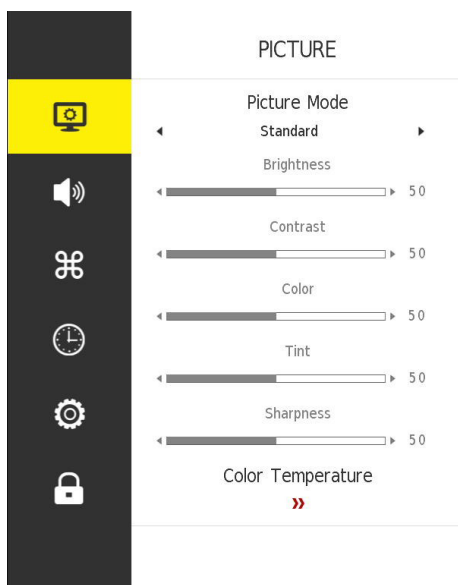 PICTURE
Picture Mode
Standard
Brightness
50
Contrast
50
Color
50
Tint
50
Sharpness
50
Color Temperature